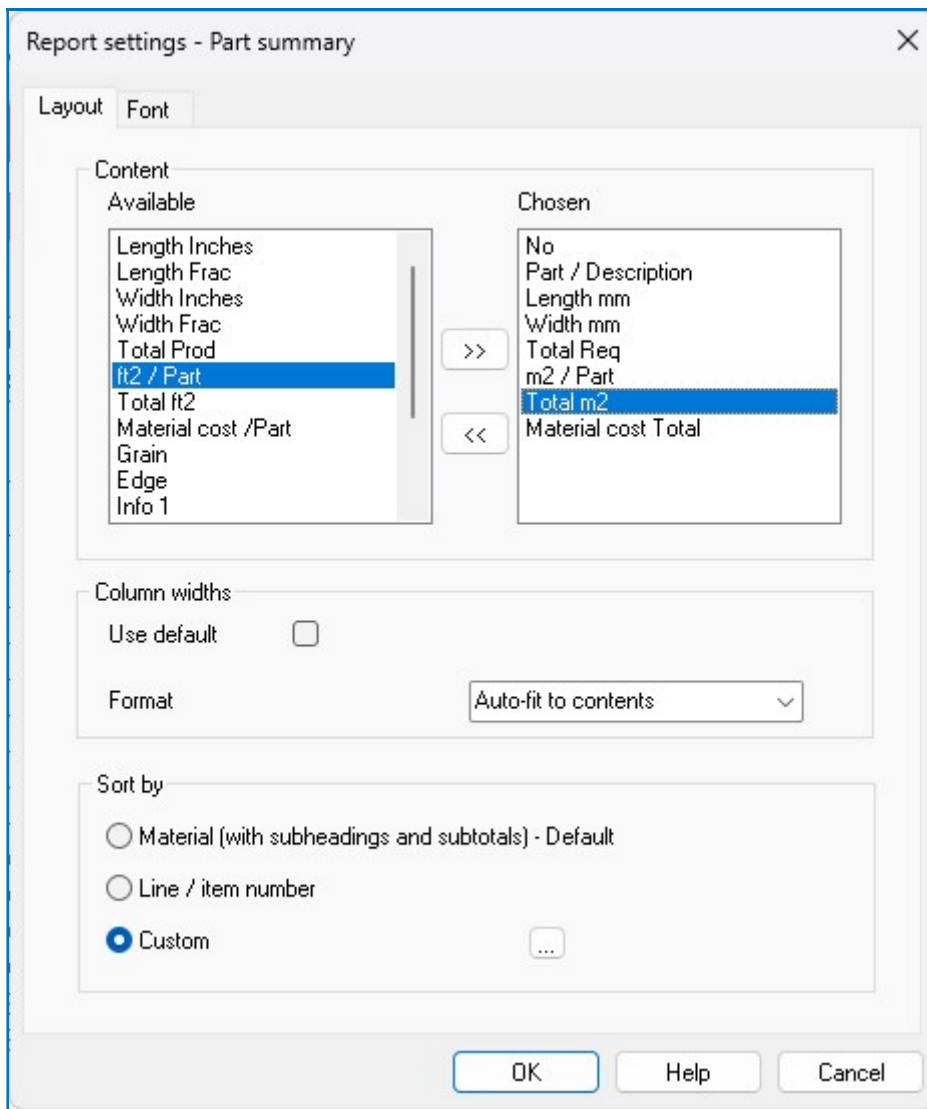 Report settings - Part summary
Layout Font
Content
Available
Length Inches
Length Frac
Width Inches
Width Frac
Total Prod
ft2 / Part
Total ft2
Material cost /Part
Grain
Edge
Info 1
>>
<<
Chosen
No
Part / Description
Length mm
Width mm
Total Req
m2 / Part
Total m2
Material cost Total
Column widths
Use default
Format Auto-fit to contents
Sort by
Material (with subheadings and subtotals) - Default
Line / item number
Custom ...
OK Help Cancel